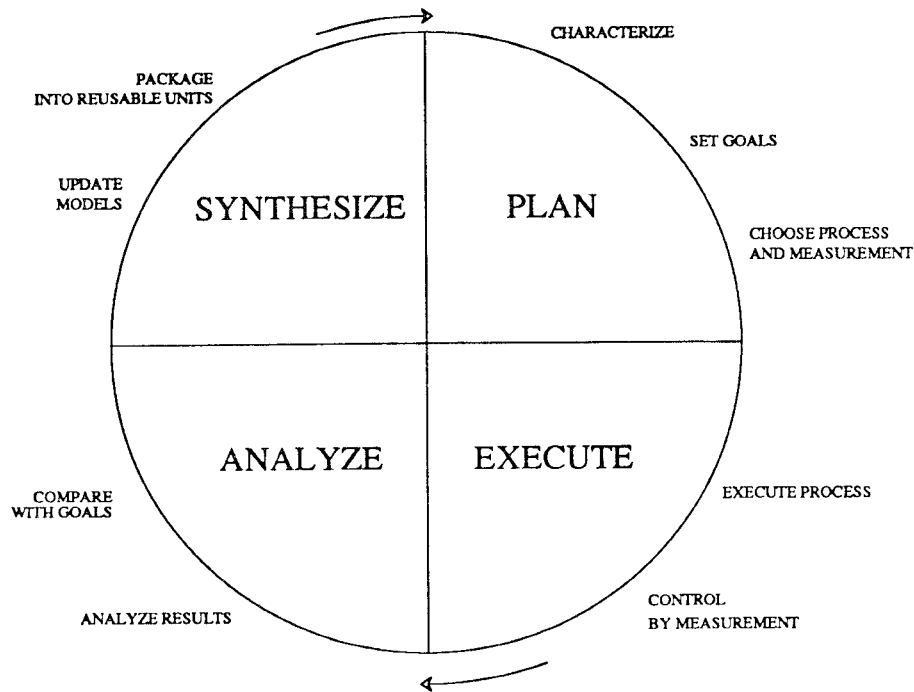 CHARACTERIZE
PACKAGE
INTO REUSABLE UNITS
SET GOALS
UPDATE
MODELS
SYNTHESIZE
PLAN
CHOOSE PROCESS
AND MEASUREMENT
ANALYZE
EXECUTE
COMPARE
WITH GOALS
EXECUTE PROCESS
ANALYZE RESULTS
CONTROL
BY MEASUREMENT